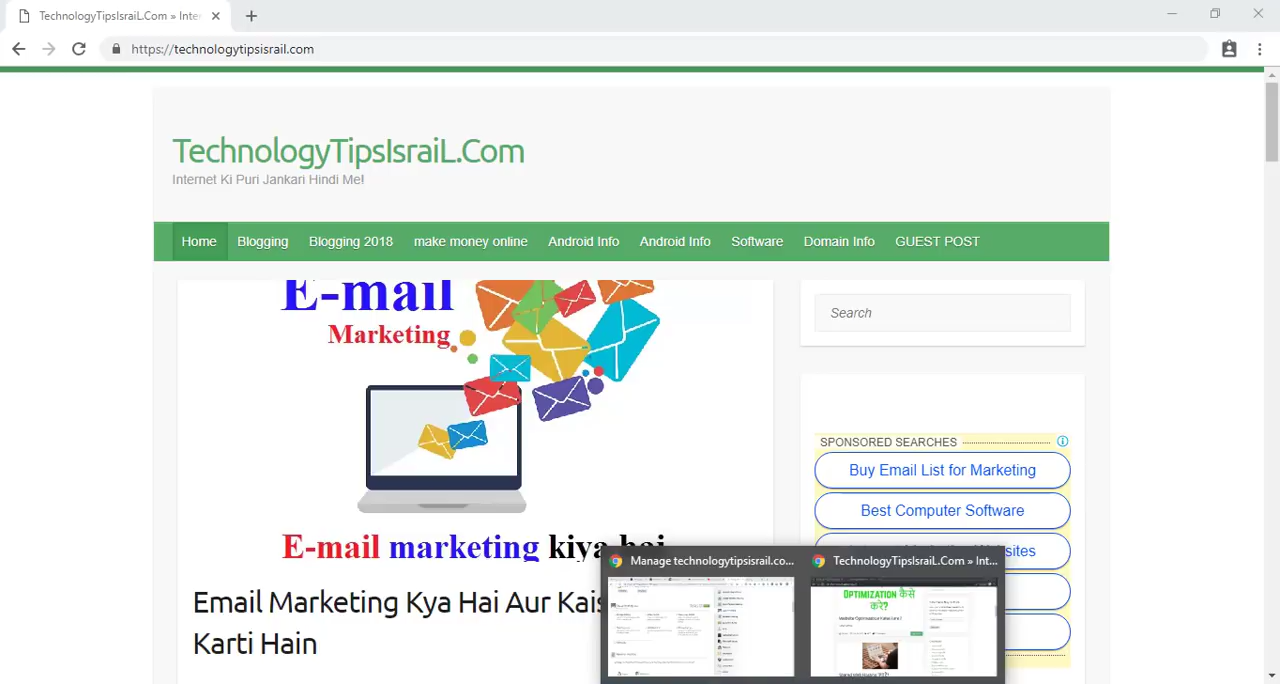 TechnologyTipsIsraiL.Com » Inte
https://technologytipsisrail.com
TechnologyTipsIsraiL.Com
Internet Ki Puri Jankari Hindi Me!
Home Blogging Blogging 2018 make money online Android Info Android Info Software Domain Info GUEST POST
E-mail
Marketing
E-mail marketing kiya hai
Email Marketing Kya Hai Aur Kais
Karti Hain
Search
SPONSORED SEARCHES
Buy Email List for Marketing
Best Computer Software
sites
Manage technologytipsisrail.co...
TechnologyTipsIsraiL.Com » Int...
OPTIMIZATION कैसे
करे?